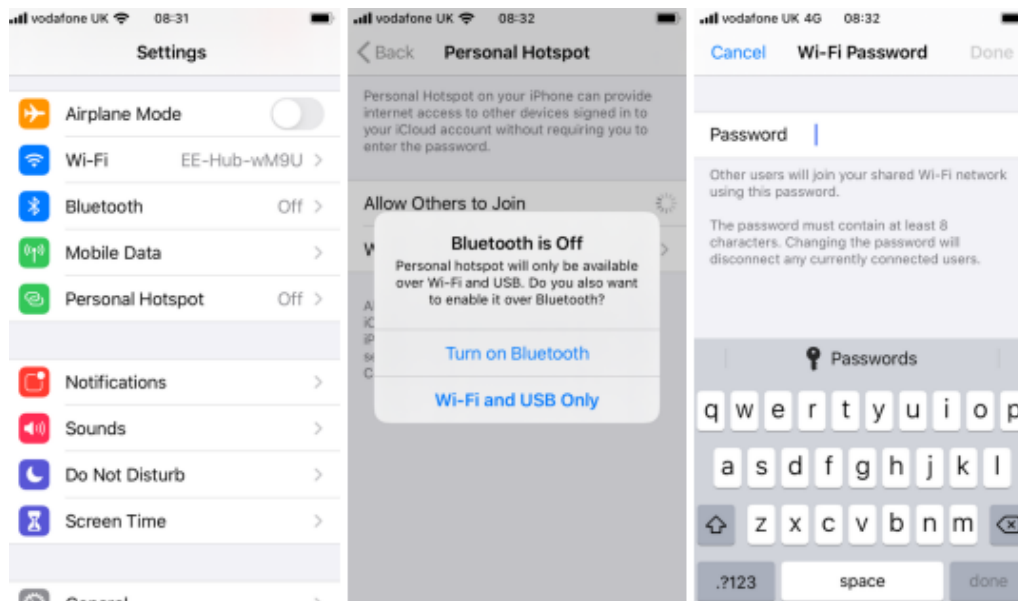 vodafone UK 08:31
Settings
Airplane Mode
Wi-Fi EE-Hub-wM9U
Bluetooth Off
Mobile Data
Personal Hotspot Off
Notifications
Sounds
Do Not Disturb
Screen Time
General
vodafone UK 08:32
Back Personal Hotspot
Personal Hotspot on your iPhone can provide
internet access to other devices signed in to
your iCloud account without requiring you to
enter the password.
Allow Others to Join
W
Bluetooth is Off
Personal hotspot will only be available
over Wi-Fi and USB. Do you also want
to enable it over Bluetooth?
Turn on Bluetooth
Wi-Fi and USB Only
vodafone UK 4G 08:32
Cancel Wi-Fi Password Done
Password
Other users will join your shared Wi-Fi network
using this password.
The password must contain at least 8
characters. Changing the password will
disconnect any currently connected users.
Passwords
q w e r t y u i o p
a s d f g h j k l
z x c v b n m
.?123 space done